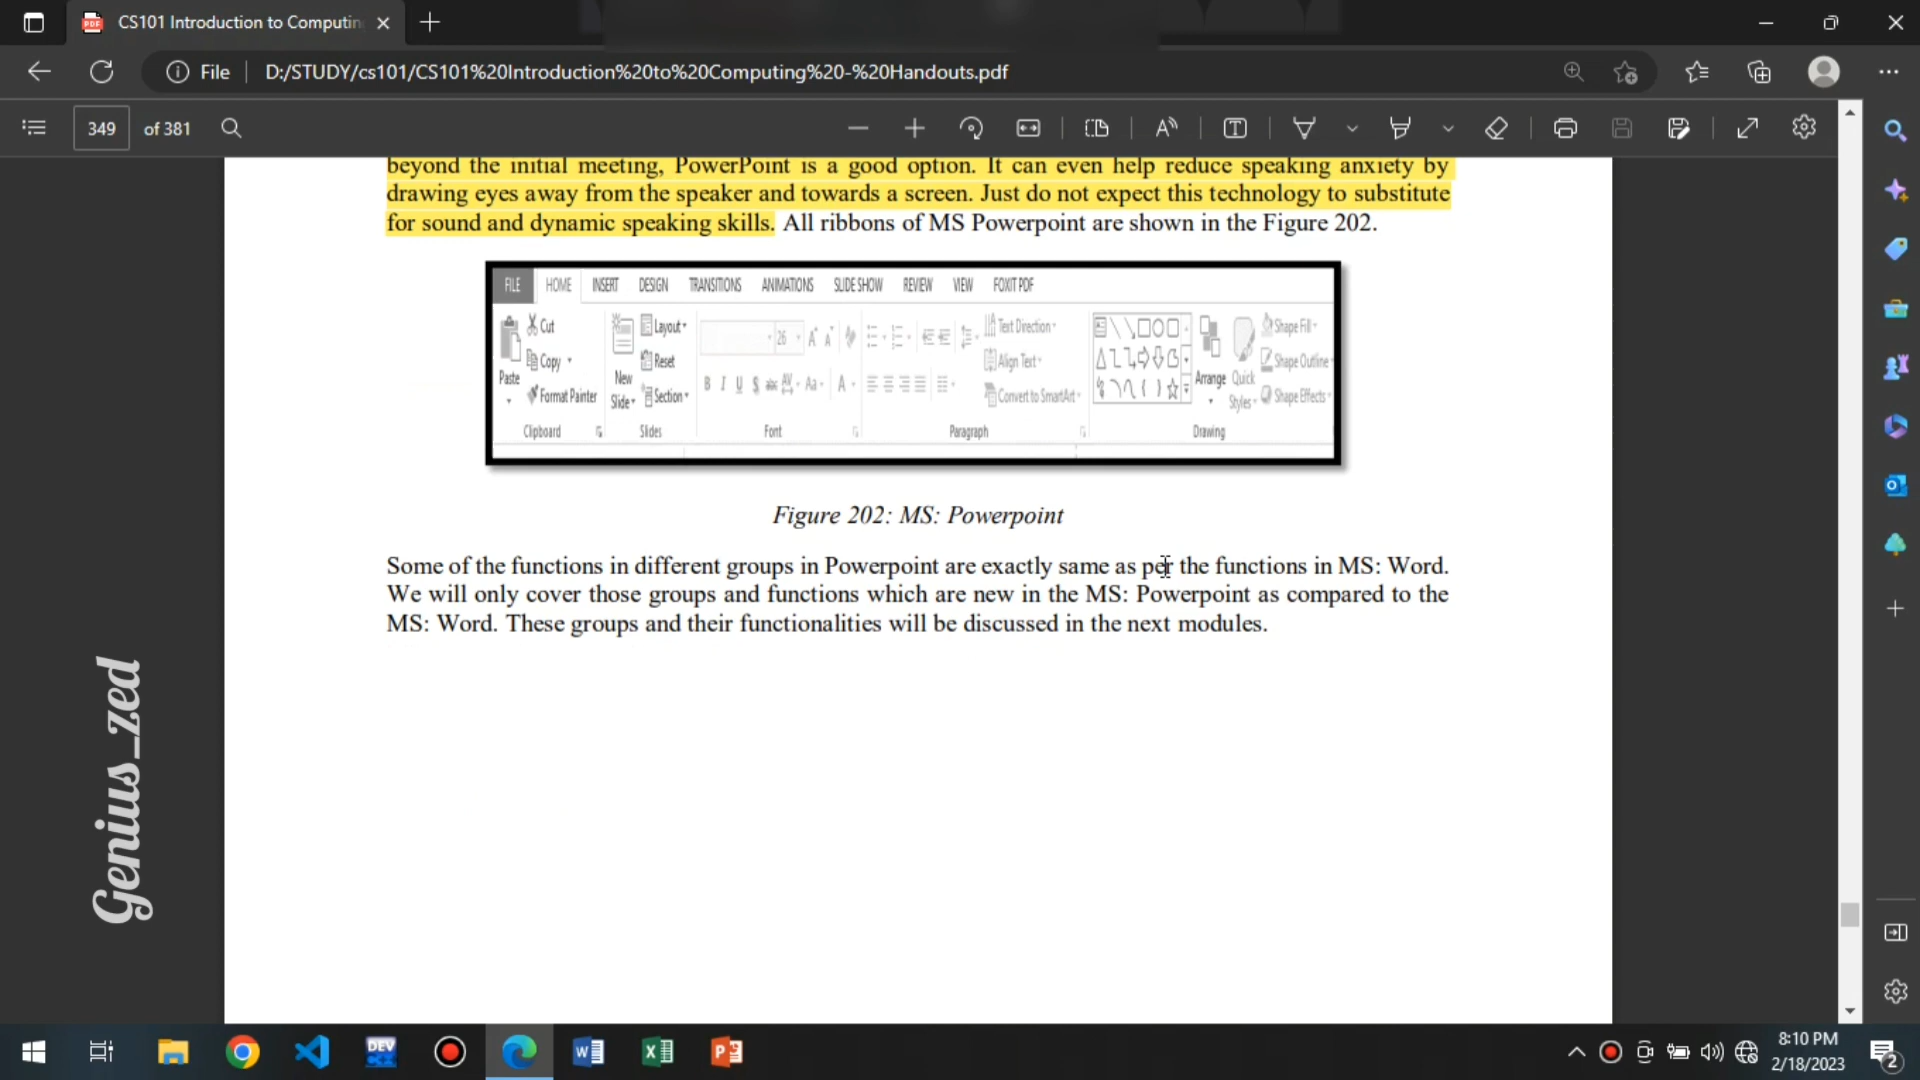 CS101 Introduction to Computin
File
D:/STUDY/cs101/CS101%20Introduction%20to%20Computing%20-%20Handouts.pdf
349 of 381
beyond the initial meeting, PowerPoint is a good option. It can even help reduce speaking anxiety by
drawing eyes away from the speaker and towards a screen. Just do not expect this technology to substitute
for sound and dynamic speaking skills. All ribbons of MS Powerpoint are shown in the Figure 202.
FILE HOME INSERT DESIGN TRANSITIONS ANIMATIONS SLIDE SHOW REVIEW VIEW FOXIT PDF
Cut Layout 26 Text Direction Shape Fill
Copy Reset Align Text Shape Outline
Paste New Arrange Quick
Format Painter Slide Section B I U S abc AV Aa A Convert to SmartArt Styles Shape Effects
Clipboard Slides Font Paragraph Drawing
Figure 202: MS: Powerpoint
Some of the functions in different groups in Powerpoint are exactly same as per the functions in MS: Word.
We will only cover those groups and functions which are new in the MS: Powerpoint as compared to the
MS: Word. These groups and their functionalities will be discussed in the next modules.
Genius_zed
8:10 PM
2/18/2023
2